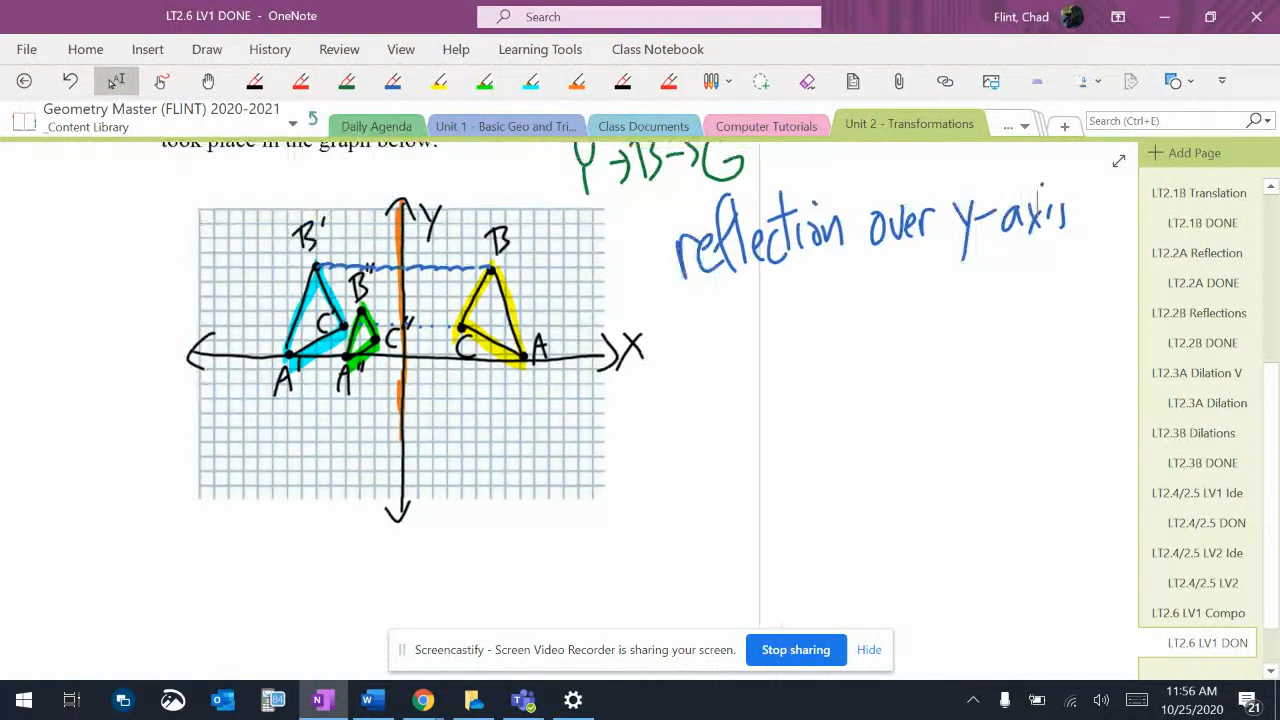 LT2.6 LV1 DONE - OneNote
Search
Flint, Chad
File Home Insert Draw History Review View Help Learning Tools Class Notebook
Geometry Master (FLINT) 2020-2021
_Content Library
Daily Agenda
Unit 1 - Basic Geo and Tri...
Class Documents
Computer Tutorials
Unit 2 - Transformations
...
Search (Ctrl+E)
took place in the graph below.
Y→B→G
reflection over y-axis
Y
B'
B
B"
C'
C"
C
A
X
A'
A"
Add Page
LT2.1B Translation
LT2.1B DONE
LT2.2A Reflection
LT2.2A DONE
LT2.2B Reflections
LT2.2B DONE
LT2.3A Dilation V
LT2.3A Dilation
LT2.3B Dilations
LT2.3B DONE
LT2.4/2.5 LV1 Ide
LT2.4/2.5 DON
LT2.4/2.5 LV2 Ide
LT2.4/2.5 LV2
LT2.6 LV1 Compo
LT2.6 LV1 DON
Screencastify - Screen Video Recorder is sharing your screen.
Stop sharing
Hide
11:56 AM
10/25/2020
21